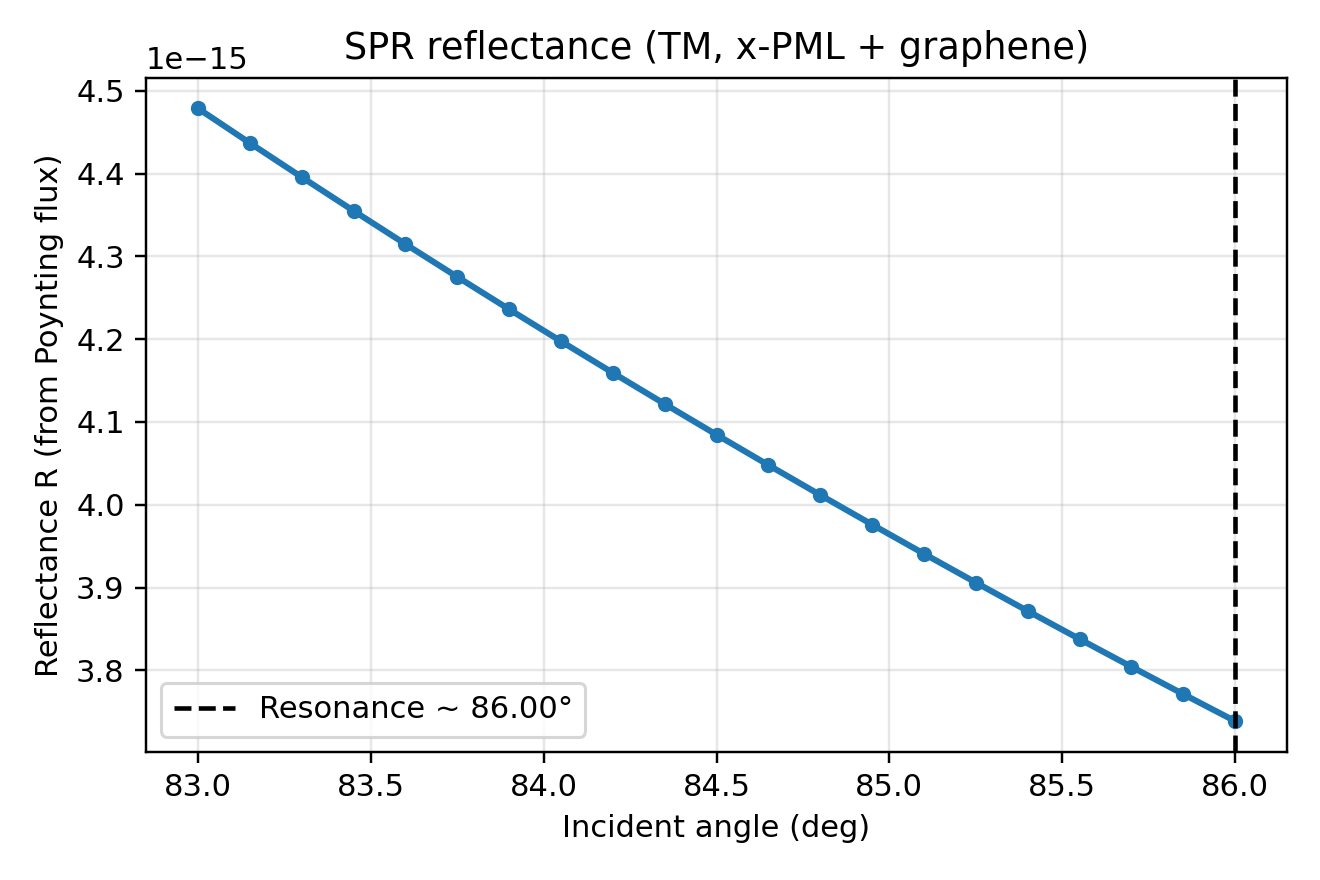 SPR reflectance (TM, x-PML + graphene)
1e−15
4.5
4.4
4.3
4.2
4.1
4.0
3.9
3.8
Reflectance R (from Poynting flux)
Resonance ~ 86.00°
83.0 83.5 84.0 84.5 85.0 85.5 86.0
Incident angle (deg)